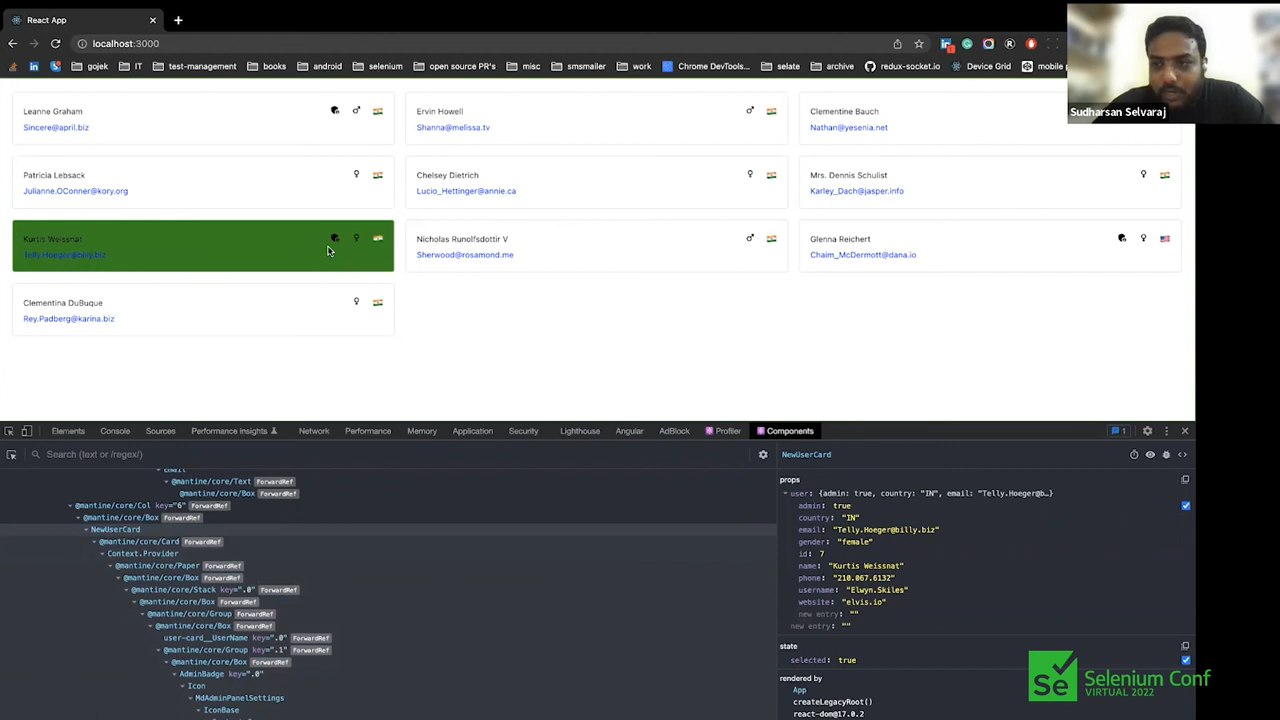 React App
localhost:3000
gojek
IT
test-management
books
android
selenium
open source PR's
misc
smsmailer
work
Chrome DevTools...
selate
archive
redux-socket.io
Device Grid
mobile po
Sudharsan Selvaraj
Leanne Graham
Sincere@april.biz
Ervin Howell
Shanna@melissa.tv
Clementine Bauch
Nathan@yesenia.net
Patricia Lebsack
Julianne.OConner@kory.org
Chelsey Dietrich
Lucio_Hettinger@annie.ca
Mrs. Dennis Schulist
Karley_Dach@jasper.info
Kurtis Weissnat
Telly.Hoeger@billy.biz
Nicholas Runolfsdottir V
Sherwood@rosamond.me
Glenna Reichert
Chaim_McDermott@dana.io
Clementina DuBuque
Rey.Padberg@karina.biz
Elements
Console
Sources
Performance insights
Network
Performance
Memory
Application
Security
Lighthouse
Angular
AdBlock
Profiler
Components
1
Search (text or /regex/)
Email
@mantine/core/Text ForwardRef
@mantine/core/Box ForwardRef
@mantine/core/Col key="6" ForwardRef
@mantine/core/Box ForwardRef
NewUserCard
@mantine/core/Card ForwardRef
Context.Provider
@mantine/core/Paper ForwardRef
@mantine/core/Box ForwardRef
@mantine/core/Stack key=".0" ForwardRef
@mantine/core/Box ForwardRef
@mantine/core/Group ForwardRef
@mantine/core/Box ForwardRef
user-card__UserName key=".0" ForwardRef
@mantine/core/Group key=".1" ForwardRef
@mantine/core/Box ForwardRef
AdminBadge key=".0"
Icon
MdAdminPanelSettings
IconBase
NewUserCard
props
user: {admin: true, country: "IN", email: "Telly.Hoeger@b…}
admin: true
country: "IN"
email: "Telly.Hoeger@billy.biz"
gender: "female"
id: 7
name: "Kurtis Weissnat"
phone: "210.067.6132"
username: "Elwyn.Skiles"
website: "elvis.io"
new entry: ""
new entry: ""
state
selected: true
rendered by
App
createLegacyRoot()
react-dom@17.0.2
Se
Selenium Conf
VIRTUAL 2022